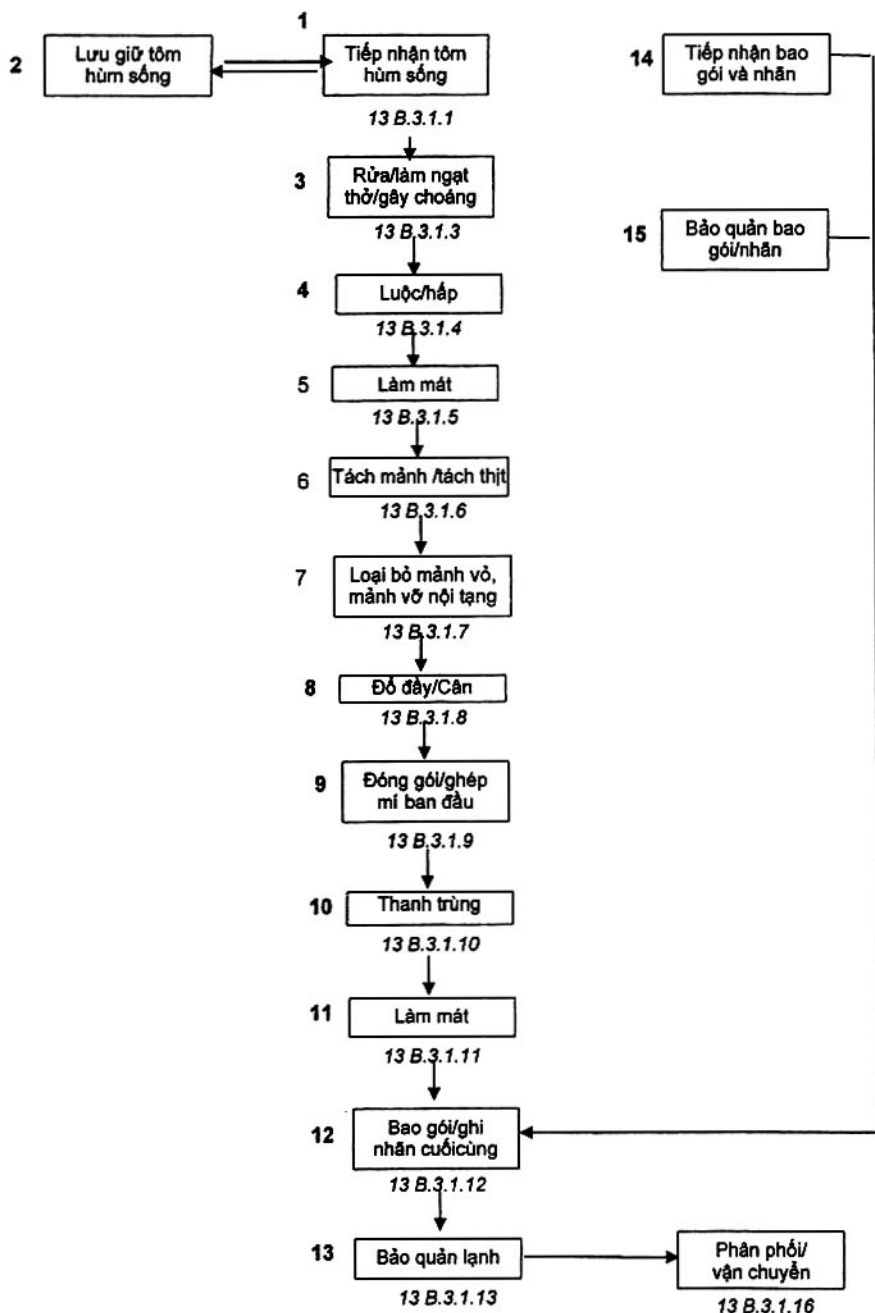 1
2
Lưu giữ tôm
hùm sống
Tiếp nhận tôm
hùm sống
13 B.3.1.1
14
Tiếp nhận bao
gói và nhãn
3
Rửa/làm ngạt
thở/gây choáng
13 B.3.1.3
15
Bảo quản bao
gói/nhãn
4
Luộc/hấp
13 B.3.1.4
5
Làm mát
13 B.3.1.5
6
Tách mảnh /tách thịt
13 B.3.1.6
7
Loại bỏ mảnh vỏ,
mảnh vỡ nội tạng
13 B.3.1.7
8
Đổ đầy/Cân
13 B.3.1.8
9
Đóng gói/ghép
mí ban đầu
13 B.3.1.9
10
Thanh trùng
13 B.3.1.10
11
Làm mát
13 B.3.1.11
12
Bao gói/ghi
nhãn cuốicùng
13 B.3.1.12
13
Bảo quản lạnh
13 B.3.1.13
Phân phối/
vận chuyển
13 B.3.1.16